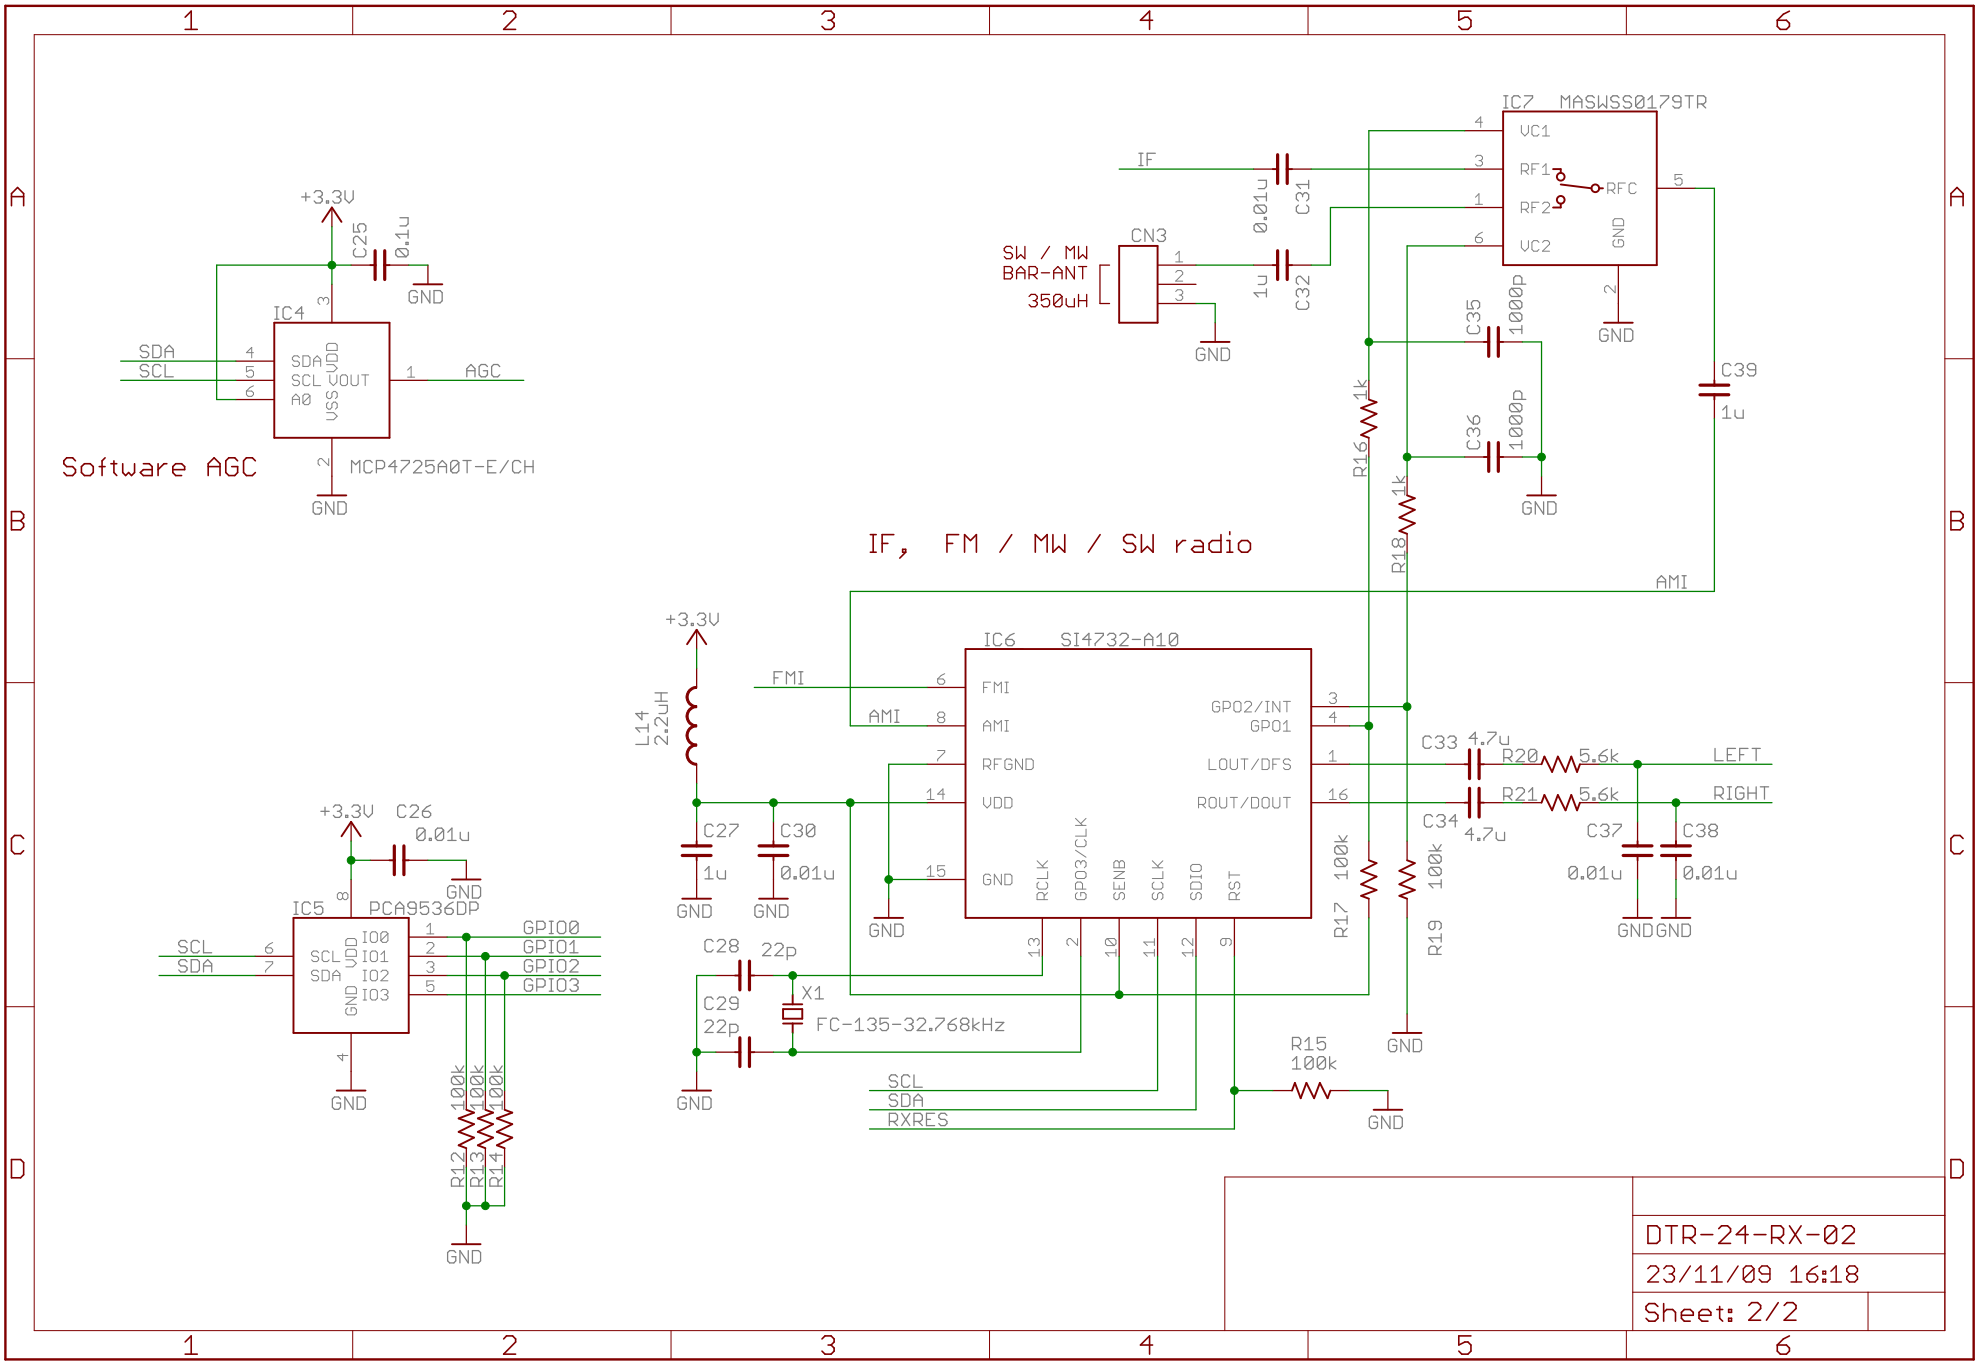 1 2 3 4 5 6
A
B
C
D
A
B
C
D
+3.3V
C25
0.1u
GND
3
IC4
SDA
SCL
4
5
6
SDA
SCL
A0
VDD
VOUT
VSS
1
AGC
2
MCP4725A0T-E/CH
GND
Software AGC
IC7 MASWSS0179TR
4 VC1
3 RF1
1 RF2
6 VC2
RFC
5
GND
2
GND
IF
0.01u
C31
CN3
SW / MW
BAR-ANT
350uH
1
2
3
GND
1u
C32
C35
1000p
C36
1000p
GND
1k
R16
1k
R18
C39
1u
AMI
IF, FM / MW / SW radio
+3.3V
L14
2.2uH
IC6 SI4732-A10
FMI
6 FMI
AMI
8 AMI
7 RFGND
14 VDD
15 GND
GPO2/INT 3
GPO1 4
LOUT/DFS 1
ROUT/DOUT 16
RCLK
GPO3/CLK
SENB
SCLK
SDIO
RST
13
2
10
11
12
9
C27
1u
GND
C30
0.01u
GND
GND
C33 4.7u
R20 5.6k
LEFT
R21 5.6k
RIGHT
C34 4.7u
C37
0.01u
C38
0.01u
GND
GND
100k
R17
100k
R19
GND
C28 22p
C29
22p
X1
FC-135-32.768kHz
GND
SCL
SDA
RXRES
R15
100k
GND
+3.3V
C26
0.01u
GND
8
IC5
PCA9536DP
SCL
SDA
6
7
SCL
SDA
VDD
GND
IO0
IO1
IO2
IO3
1
2
3
5
GPIO0
GPIO1
GPIO2
GPIO3
4
GND
100k
100k
100k
R12
R13
R14
GND
DTR-24-RX-02
23/11/09 16:18
Sheet: 2/2
1 2 3 4 5 6